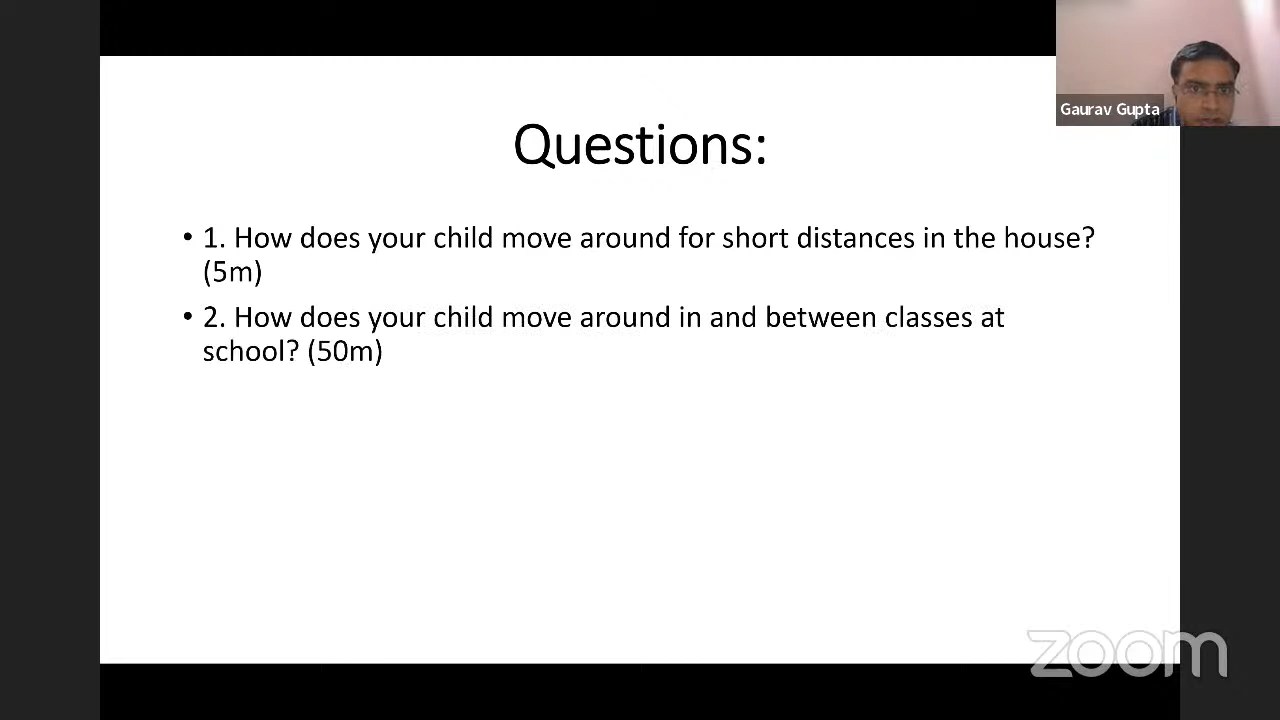 Gaurav Gupta
Questions:
• 1. How does your child move around for short distances in the house?
(5m)
• 2. How does your child move around in and between classes at
school? (50m)
zoom